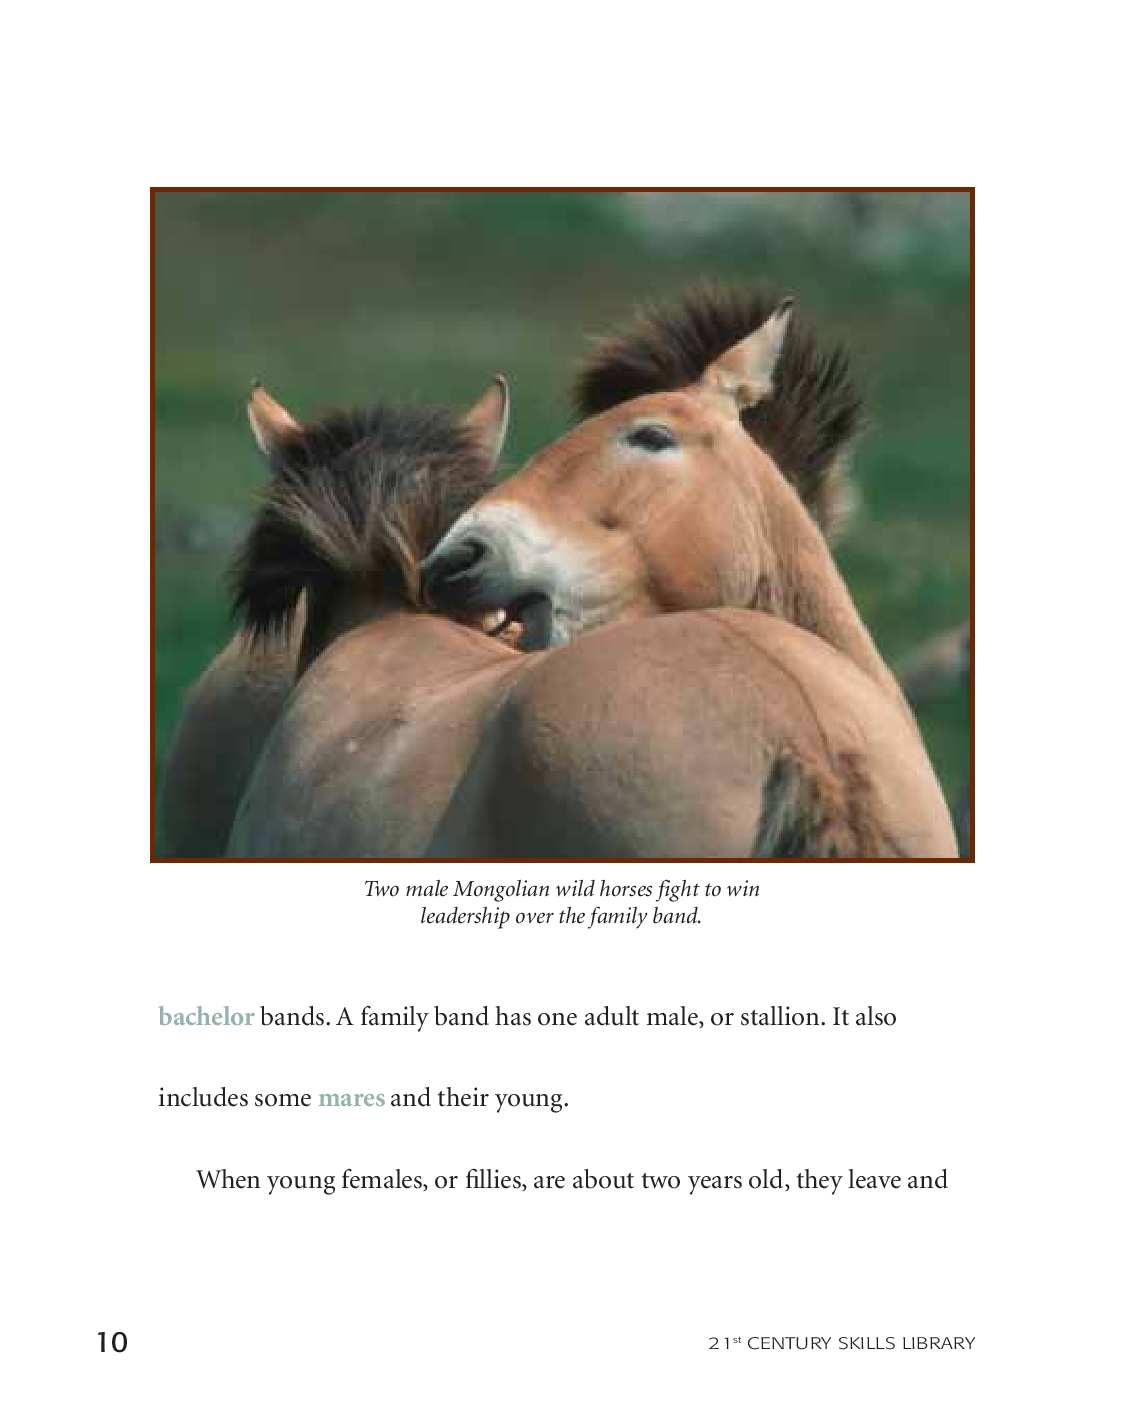 Two male Mongolian wild horses fight to win
leadership over the family band.
bachelor bands. A family band has one adult male, or stallion. It also
includes some mares and their young.
When young females, or fillies, are about two years old, they leave and
10
21st CENTURY SKILLS LIBRARY